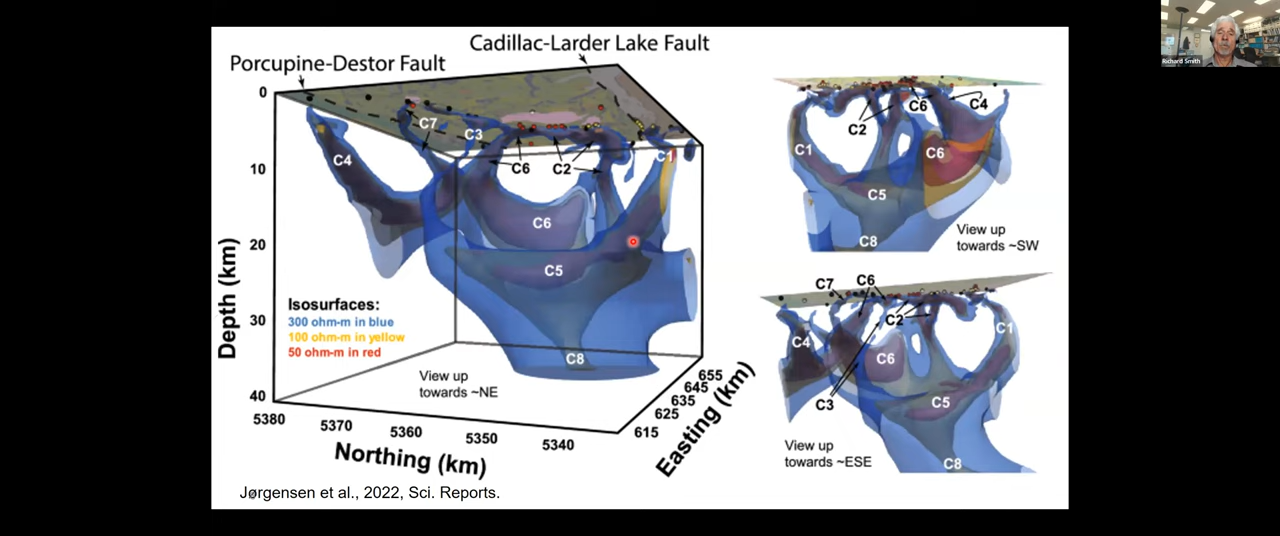 Cadillac-Larder Lake Fault
Porcupine-Destor Fault
0
10
20
30
40
Depth (km)
C7
C3
C4
C6
C2
C1
C6
C5
C8
Isosurfaces:
300 ohm-m in blue
100 ohm-m in yellow
50 ohm-m in red
View up
towards ~NE
5380
5370
5360
5350
5340
Northing (km)
615
625
635
645
655
Easting (km)
C6
C4
C2
C1
C6
C5
C8
View up
towards ~SW
C6
C7
C2
C1
C4
C6
C3
C5
C8
View up
towards ~ESE
Jørgensen et al., 2022, Sci. Reports.
Richard Smith